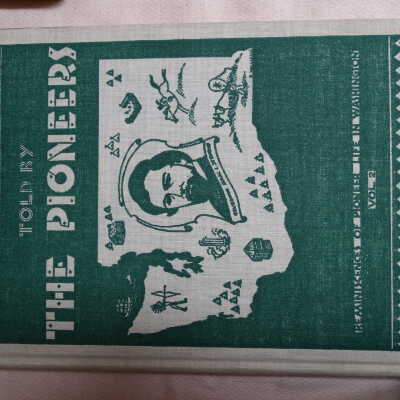 TOLD BY
THE PIONEERS
REMINISCENCES OF PIONEER LIFE IN WASHINGTON
VOL. 2